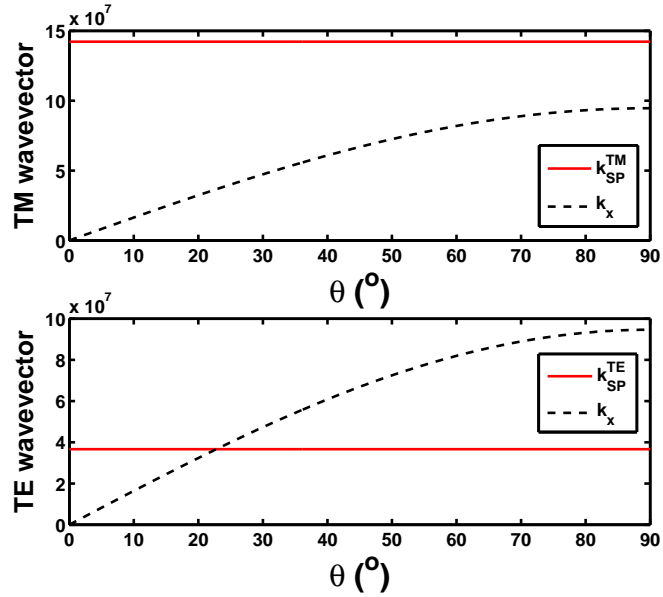 x 10^7
15
10
5
0
TM wavevector
k_SP^TM
k_x
0 10 20 30 40 50 60 70 80 90
θ (°)
x 10^7
10
8
6
4
2
0
TE wavevector
k_SP^TE
k_x
0 10 20 30 40 50 60 70 80 90
θ (°)